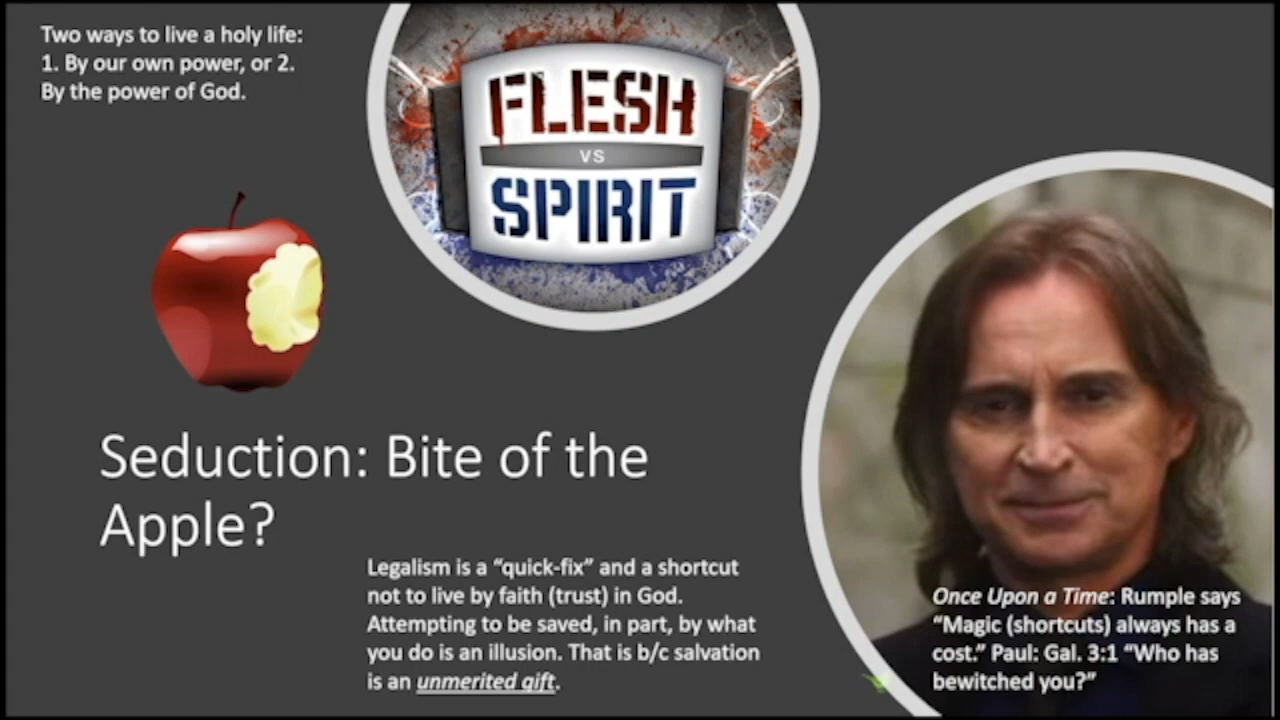 Two ways to live a holy life:
1. By our own power, or 2.
By the power of God.
FLESH
VS
SPIRIT
Seduction: Bite of the
Apple?
Legalism is a “quick-fix” and a shortcut
not to live by faith (trust) in God.
Attempting to be saved, in part, by what
you do is an illusion. That is b/c salvation
is an unmerited gift.
Once Upon a Time: Rumple says
“Magic (shortcuts) always has a
cost.” Paul: Gal. 3:1 “Who has
bewitched you?”